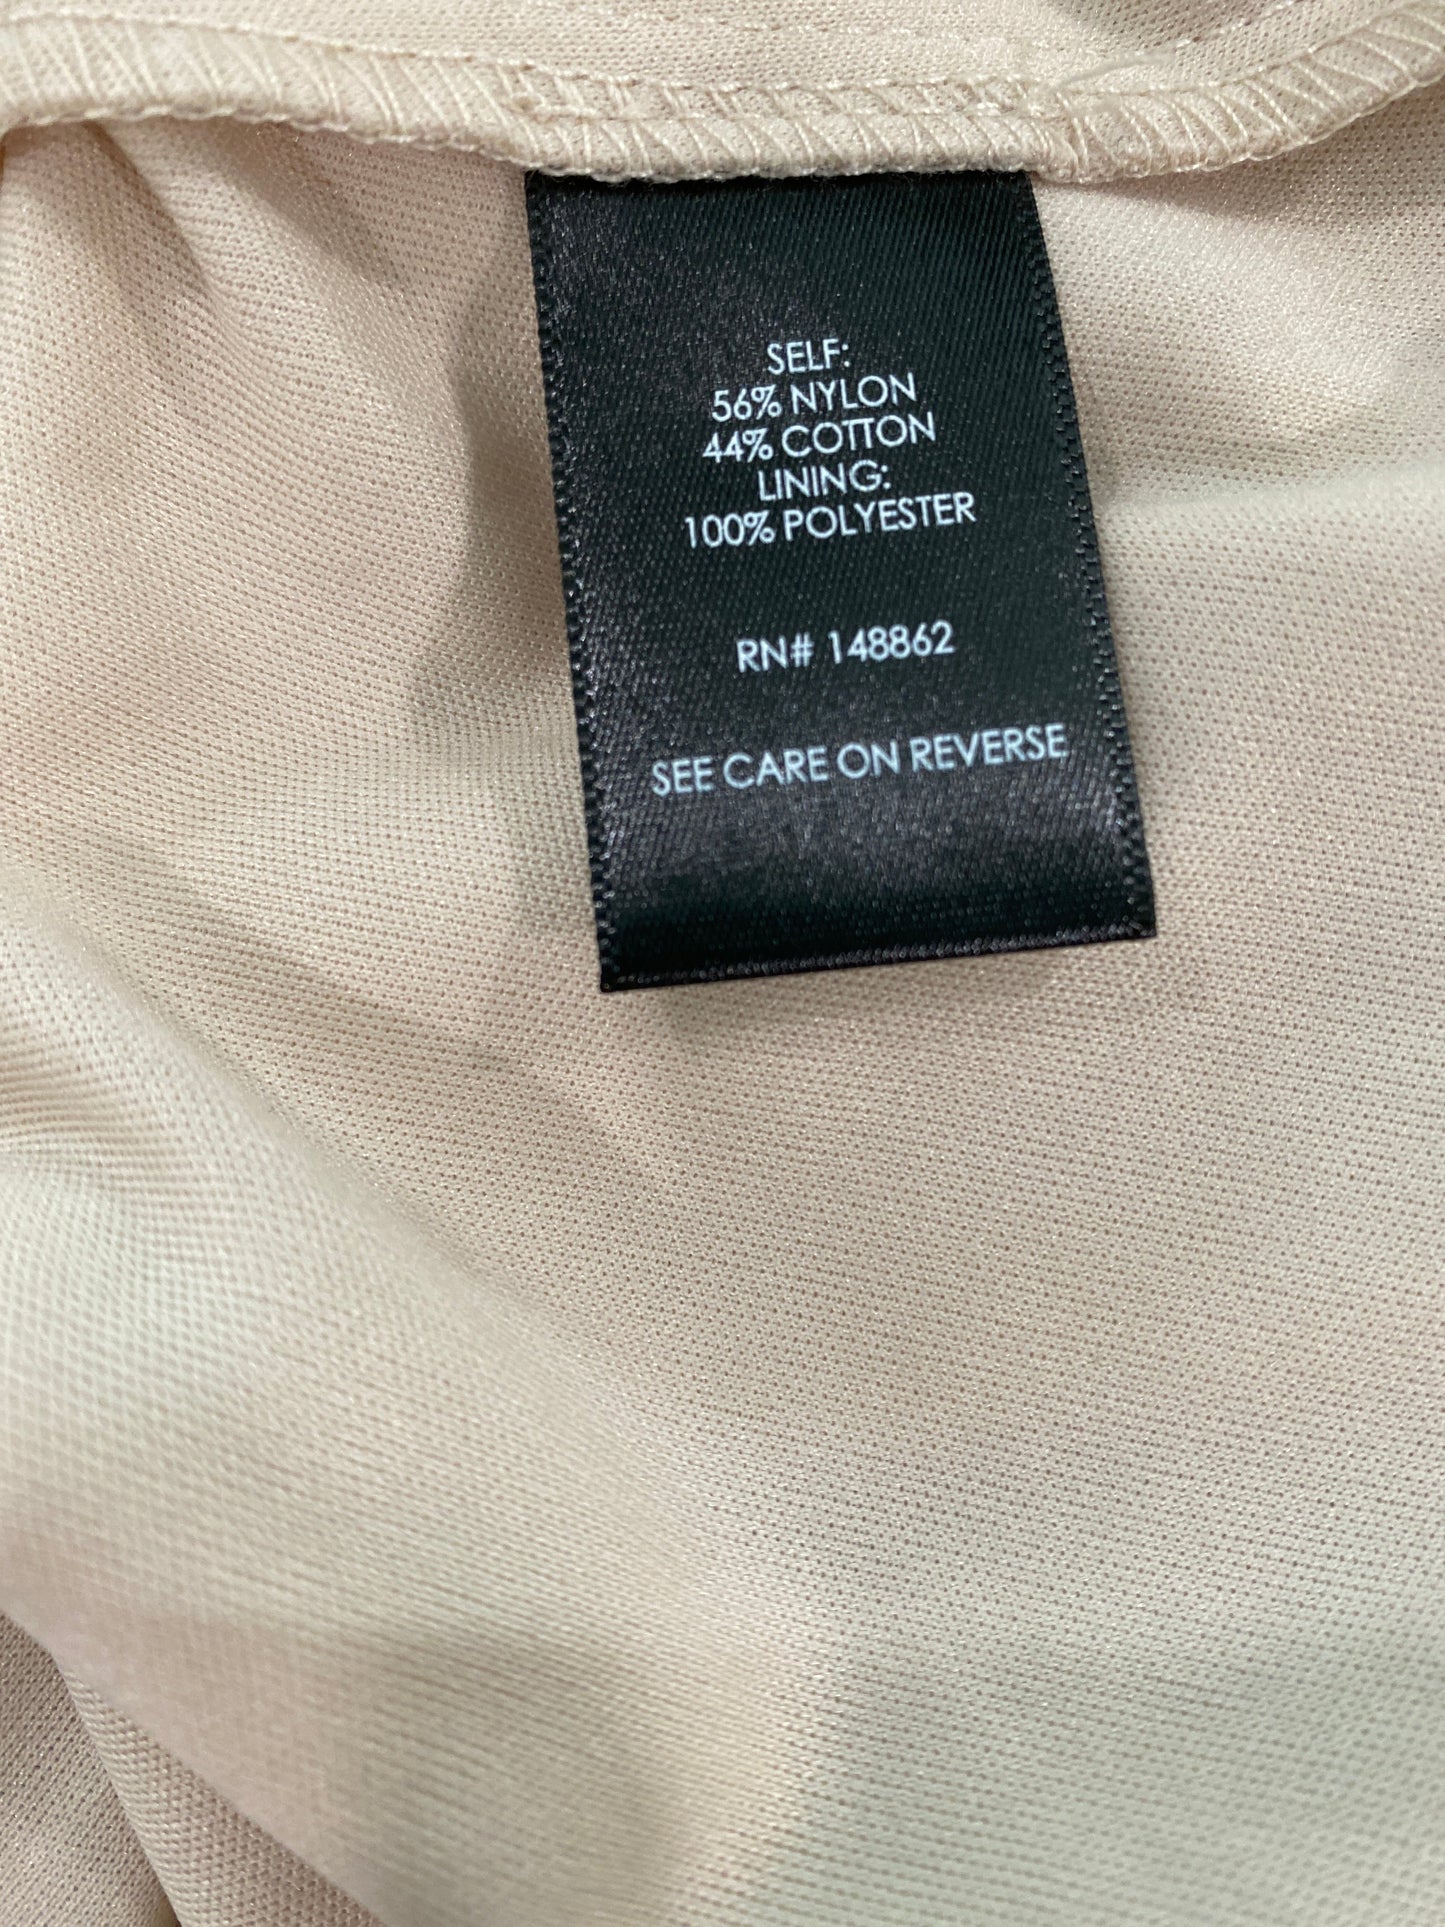 SELF:
56% NYLON
44% COTTON
LINING:
100% POLYESTER
RN# 148862
SEE CARE ON REVERSE